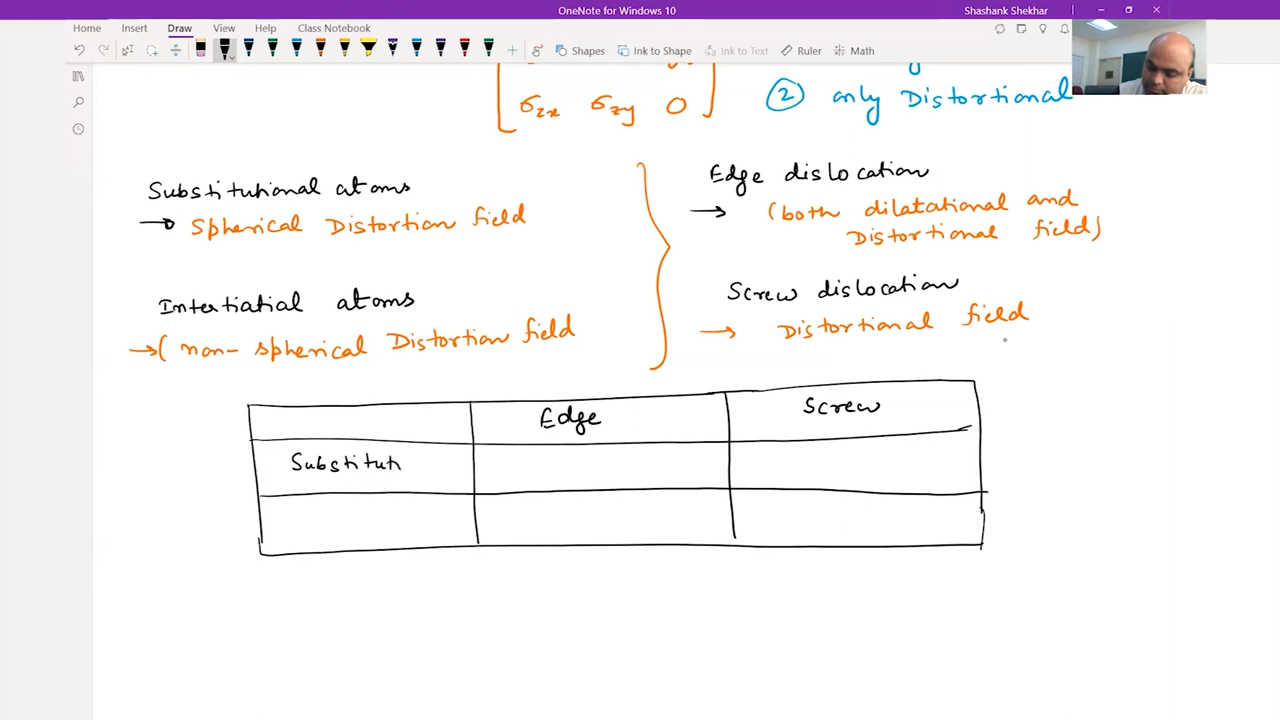 OneNote for Windows 10
Shashank Shekhar
Home Insert Draw View Help Class Notebook
Shapes Ink to Shape Ink to Text Ruler Math
σzx σzy 0
② only Distortional
Substitutional atoms
→ Spherical Distortion field
Intertiatial atoms
→( non- spherical Distortion field
Edge dislocation
→ (both dilatational and
Distortional field)
Screw dislocation
→ Distortional field
Edge Screw
Substituti